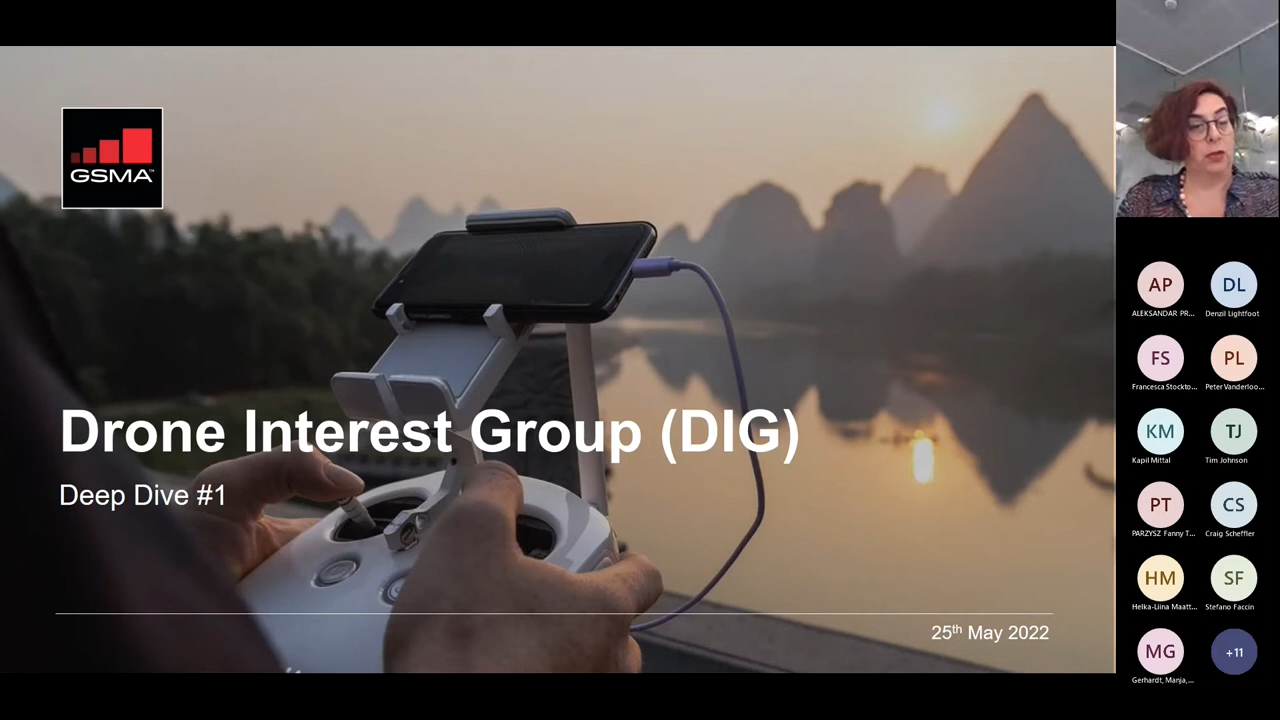 GSMA™
Drone Interest Group (DIG)
Deep Dive #1
25th May 2022
AP
DL
ALEKSANDAR PR...
Denzil Lightfoot
FS
PL
Francesca Stockto...
Peter Vanderloo...
KM
TJ
Kapil Mittal
Tim Johnson
PT
CS
PARZYSZ Fanny T...
Craig Scheffler
HM
SF
Helka-Liina Maatt...
Stefano Faccin
MG
+11
Gerhardt, Manja,...